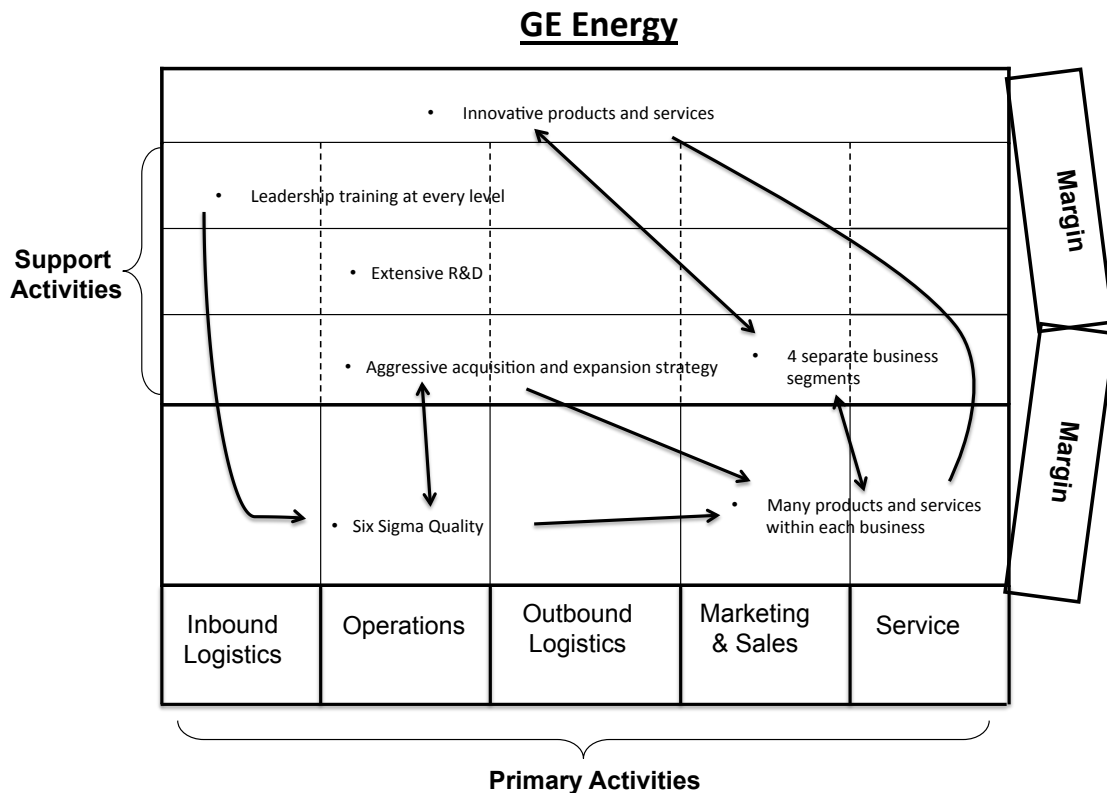 GE Energy
• Innovative products and services
• Leadership training at every level
Support
Activities
• Extensive R&D
• Aggressive acquisition and expansion strategy
• 4 separate business
segments
Margin
Margin
• Six Sigma Quality
• Many products and services
within each business
Inbound
Logistics
Operations
Outbound
Logistics
Marketing
& Sales
Service
Primary Activities